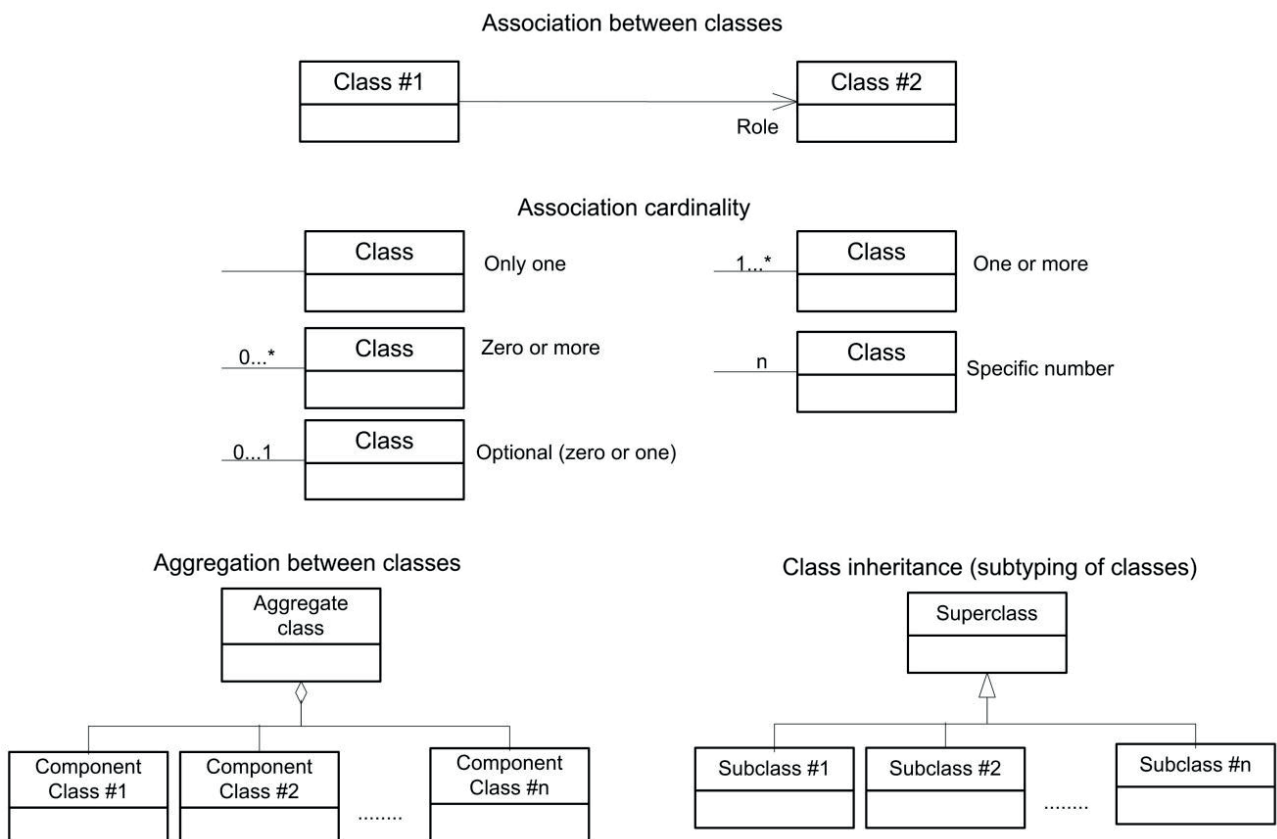 Association between classes
Class #1
Class #2
Role
Association cardinality
Class
Only one
1...*
Class
One or more
0...*
Class
Zero or more
n
Class
Specific number
0...1
Class
Optional (zero or one)
Aggregation between classes
Aggregate
class
Component
Class #1
Component
Class #2
........
Component
Class #n
Class inheritance (subtyping of classes)
Superclass
Subclass #1
Subclass #2
........
Subclass #n